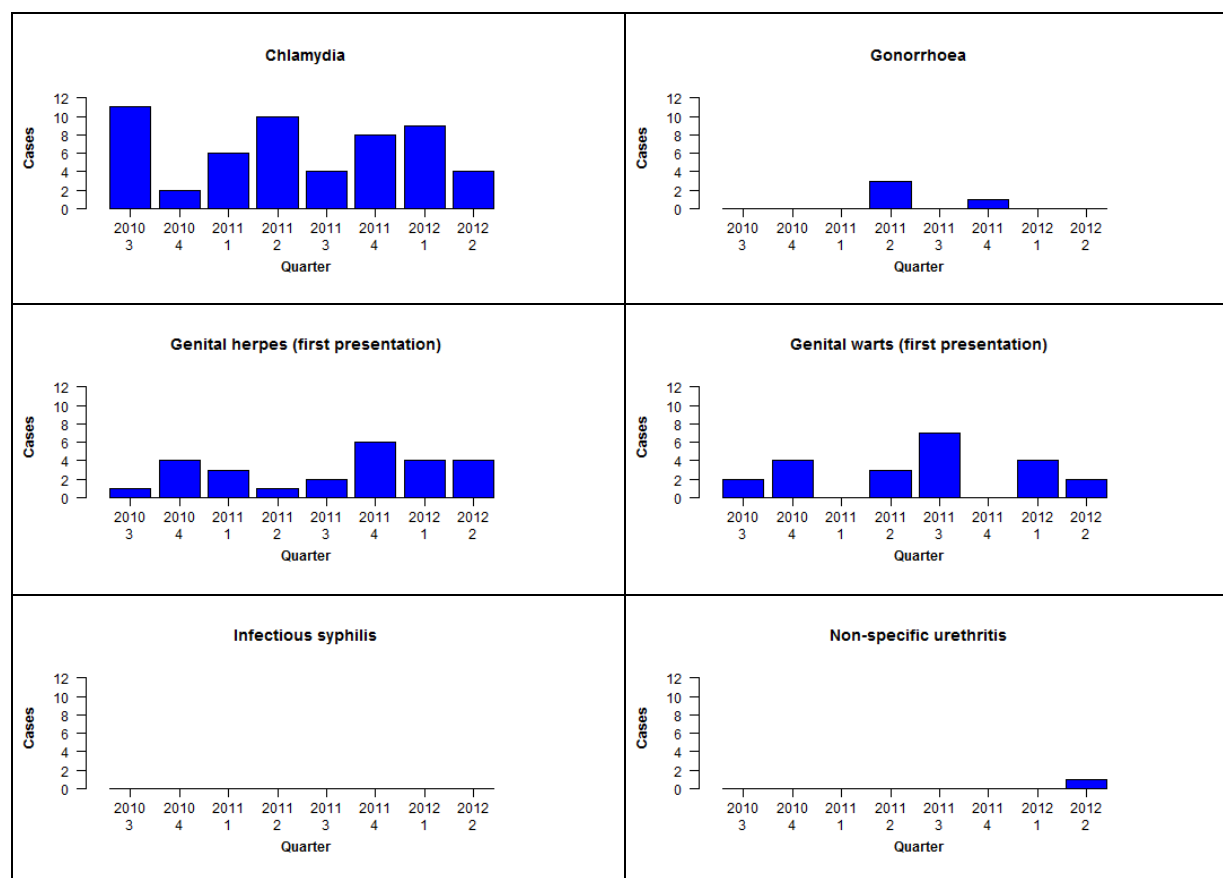 Chlamydia
Cases
12
10
8
6
4
2
0
2010 2010 2011 2011 2011 2011 2012 2012
3 4 1 2 3 4 1 2
Quarter
Gonorrhoea
Cases
12
10
8
6
4
2
0
2010 2010 2011 2011 2011 2011 2012 2012
3 4 1 2 3 4 1 2
Quarter
Genital herpes (first presentation)
Cases
12
10
8
6
4
2
0
2010 2010 2011 2011 2011 2011 2012 2012
3 4 1 2 3 4 1 2
Quarter
Genital warts (first presentation)
Cases
12
10
8
6
4
2
0
2010 2010 2011 2011 2011 2011 2012 2012
3 4 1 2 3 4 1 2
Quarter
Infectious syphilis
Cases
12
10
8
6
4
2
0
2010 2010 2011 2011 2011 2011 2012 2012
3 4 1 2 3 4 1 2
Quarter
Non-specific urethritis
Cases
12
10
8
6
4
2
0
2010 2010 2011 2011 2011 2011 2012 2012
3 4 1 2 3 4 1 2
Quarter